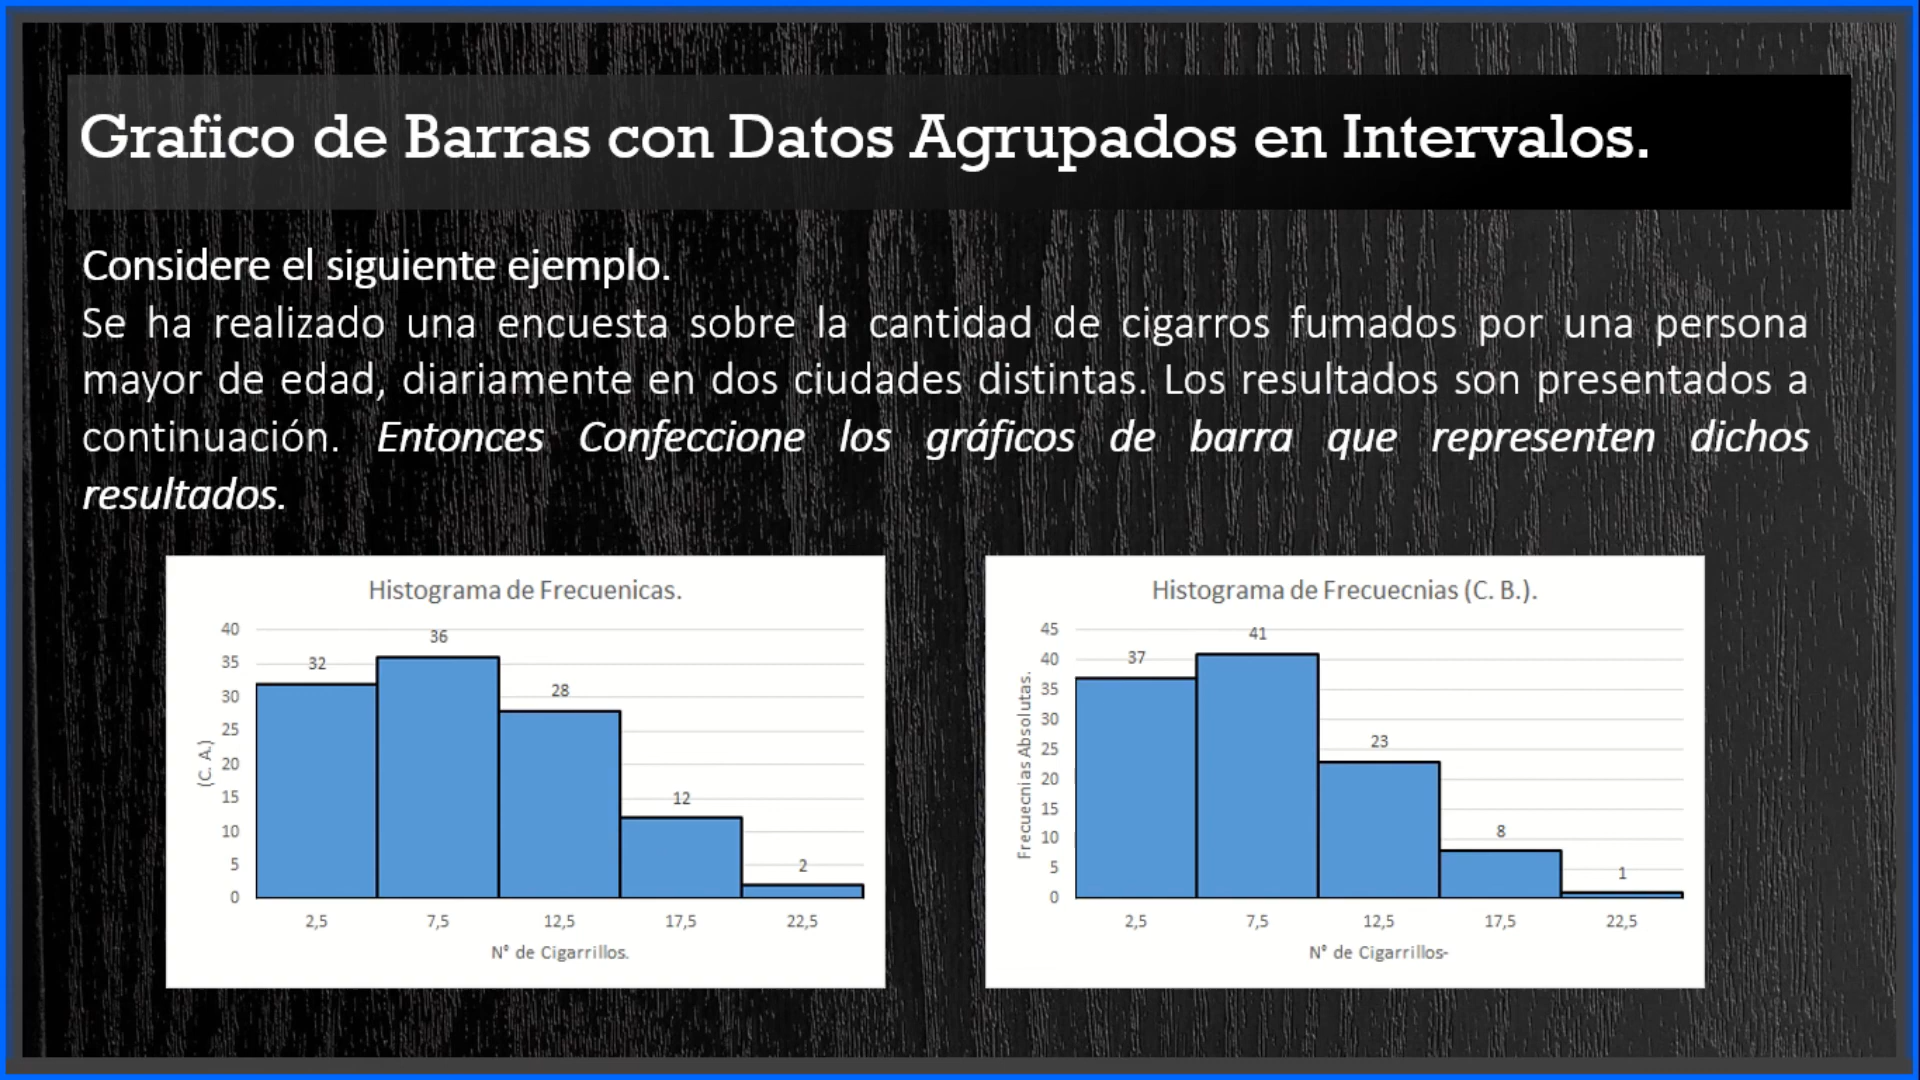 Grafico de Barras con Datos Agrupados en Intervalos.
Considere el siguiente ejemplo.
Se ha realizado una encuesta sobre la cantidad de cigarros fumados por una persona
mayor de edad, diariamente en dos ciudades distintas. Los resultados son presentados a
continuación. Entonces Confeccione los gráficos de barra que representen dichos
resultados.
Histograma de Frecuenicas.
40
35
30
25
20
15
10
5
0
(C. A.)
32
36
28
12
2
2,5 7,5 12,5 17,5 22,5
N° de Cigarrillos.
Histograma de Frecuecnias (C. B.).
45
40
35
30
25
20
15
10
5
0
Frecuecnias Absolutas.
37
41
23
8
1
2,5 7,5 12,5 17,5 22,5
N° de Cigarrillos-